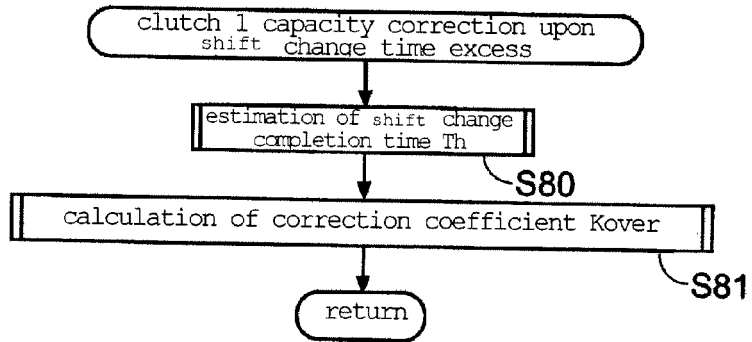 clutch 1 capacity correction upon
shift change time excess
estimation of shift change
completion time Th
S80
calculation of correction coefficient Kover
S81
return